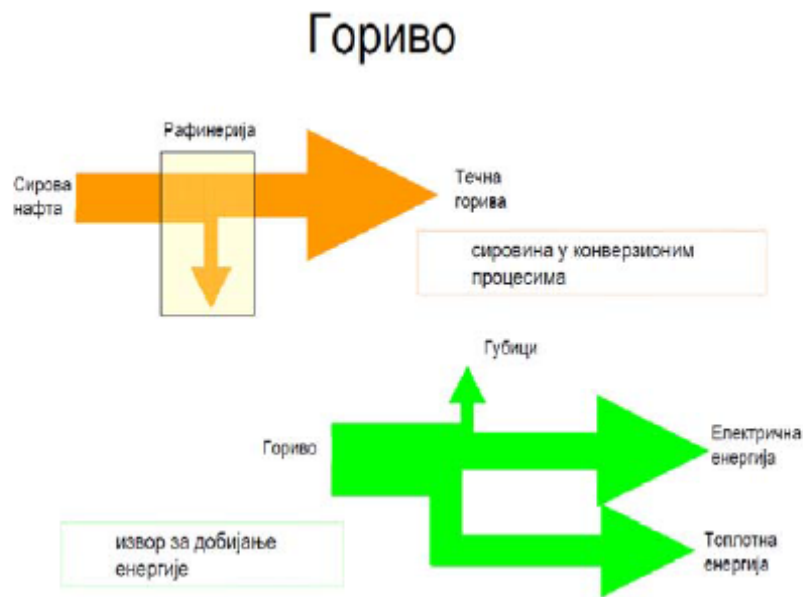 Гориво
Рафинерија
Сирова
нафта
Течна
горива
сировина у конверзионим
процесима
Губици
Гориво
Електрична
енергија
извор за добијање
енергије
Топлотна
енергија